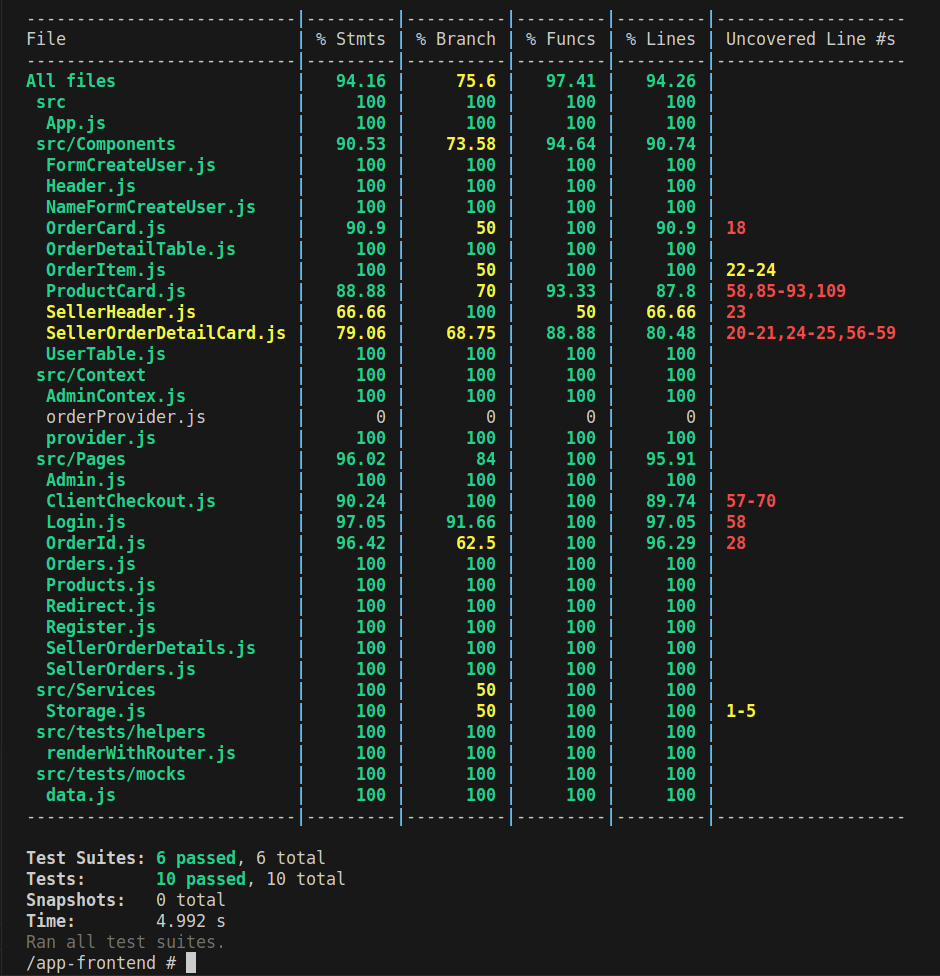 ----------------------------|---------|----------|---------|---------|-------------------
File                        | % Stmts | % Branch | % Funcs | % Lines | Uncovered Line #s
----------------------------|---------|----------|---------|---------|-------------------
All files                   |   94.16 |     75.6 |   97.41 |   94.26 |
 src                        |     100 |      100 |     100 |     100 |
  App.js                    |     100 |      100 |     100 |     100 |
 src/Components             |   90.53 |    73.58 |   94.64 |   90.74 |
  FormCreateUser.js         |     100 |      100 |     100 |     100 |
  Header.js                 |     100 |      100 |     100 |     100 |
  NameFormCreateUser.js     |     100 |      100 |     100 |     100 |
  OrderCard.js              |    90.9 |       50 |     100 |    90.9 | 18
  OrderDetailTable.js       |     100 |      100 |     100 |     100 |
  OrderItem.js              |     100 |       50 |     100 |     100 | 22-24
  ProductCard.js            |   88.88 |       70 |   93.33 |    87.8 | 58,85-93,109
  SellerHeader.js           |   66.66 |      100 |      50 |   66.66 | 23
  SellerOrderDetailCard.js  |   79.06 |    68.75 |   88.88 |   80.48 | 20-21,24-25,56-59
  UserTable.js              |     100 |      100 |     100 |     100 |
 src/Context                |     100 |      100 |     100 |     100 |
  AdminContex.js            |     100 |      100 |     100 |     100 |
  orderProvider.js          |       0 |        0 |       0 |       0 |
  provider.js               |     100 |      100 |     100 |     100 |
 src/Pages                  |   96.02 |       84 |     100 |   95.91 |
  Admin.js                  |     100 |      100 |     100 |     100 |
  ClientCheckout.js         |   90.24 |      100 |     100 |   89.74 | 57-70
  Login.js                  |   97.05 |    91.66 |     100 |   97.05 | 58
  OrderId.js                |   96.42 |     62.5 |     100 |   96.29 | 28
  Orders.js                 |     100 |      100 |     100 |     100 |
  Products.js               |     100 |      100 |     100 |     100 |
  Redirect.js               |     100 |      100 |     100 |     100 |
  Register.js               |     100 |      100 |     100 |     100 |
  SellerOrderDetails.js     |     100 |      100 |     100 |     100 |
  SellerOrders.js           |     100 |      100 |     100 |     100 |
 src/Services               |     100 |       50 |     100 |     100 |
  Storage.js                |     100 |       50 |     100 |     100 | 1-5
 src/tests/helpers          |     100 |      100 |     100 |     100 |
  renderWithRouter.js       |     100 |      100 |     100 |     100 |
 src/tests/mocks            |     100 |      100 |     100 |     100 |
  data.js                   |     100 |      100 |     100 |     100 |
----------------------------|---------|----------|---------|---------|-------------------
Test Suites: 6 passed, 6 total
Tests:       10 passed, 10 total
Snapshots:   0 total
Time:        4.992 s
Ran all test suites.
/app-frontend #